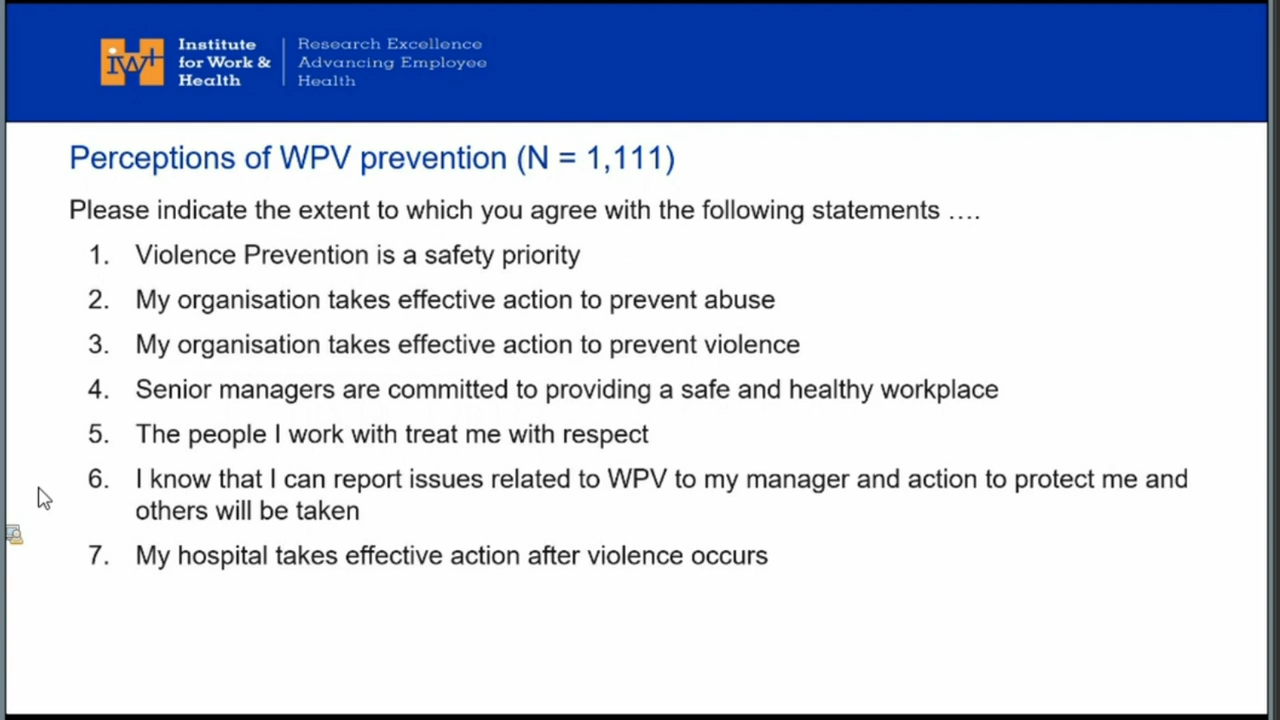 iw+
Institute
for Work &
Health
Research Excellence
Advancing Employee
Health
Perceptions of WPV prevention (N = 1,111)
Please indicate the extent to which you agree with the following statements ....
1. Violence Prevention is a safety priority
2. My organisation takes effective action to prevent abuse
3. My organisation takes effective action to prevent violence
4. Senior managers are committed to providing a safe and healthy workplace
5. The people I work with treat me with respect
6. I know that I can report issues related to WPV to my manager and action to protect me and
others will be taken
7. My hospital takes effective action after violence occurs